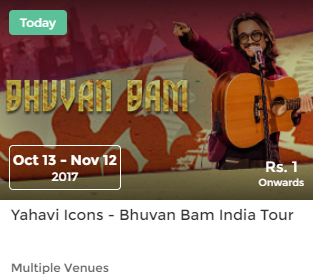 Today
BHUVAN BAM
Oct 13 - Nov 12
2017
Rs. 1
Onwards
Yahavi Icons - Bhuvan Bam India Tour
Multiple Venues